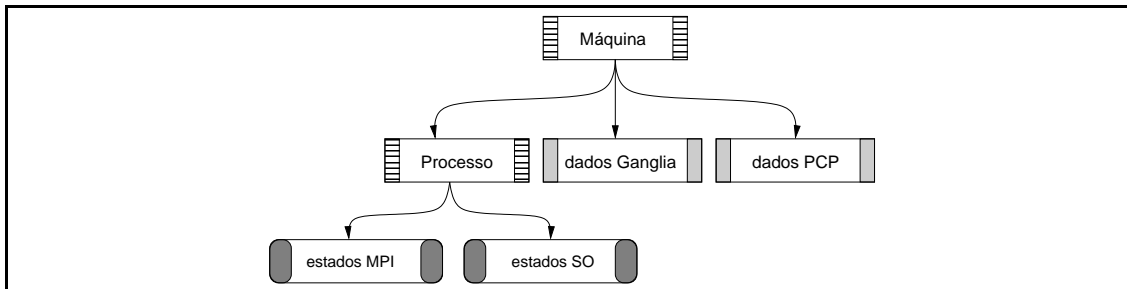 Máquina
Processo
dados Ganglia
dados PCP
estados MPI
estados SO